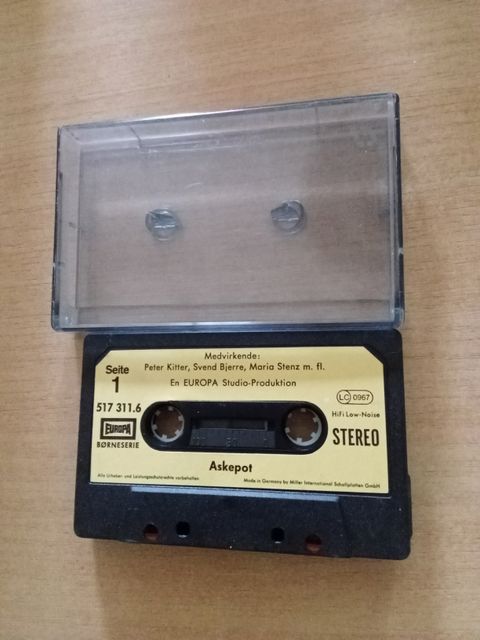 Medvirkende:
Peter Kitter, Svend Bjerre, Maria Stenz m. fl.
En EUROPA Studio-Produktion
Seite
1
517 311.6
EUROPA
BØRNESERIE
LC 0967
HiFi Low-Noise
STEREO
Askepot
Alle Urheber- und Leistungsschutzrechte vorbehalten.
Made in Germany by Miller International Schallplatten GmbH